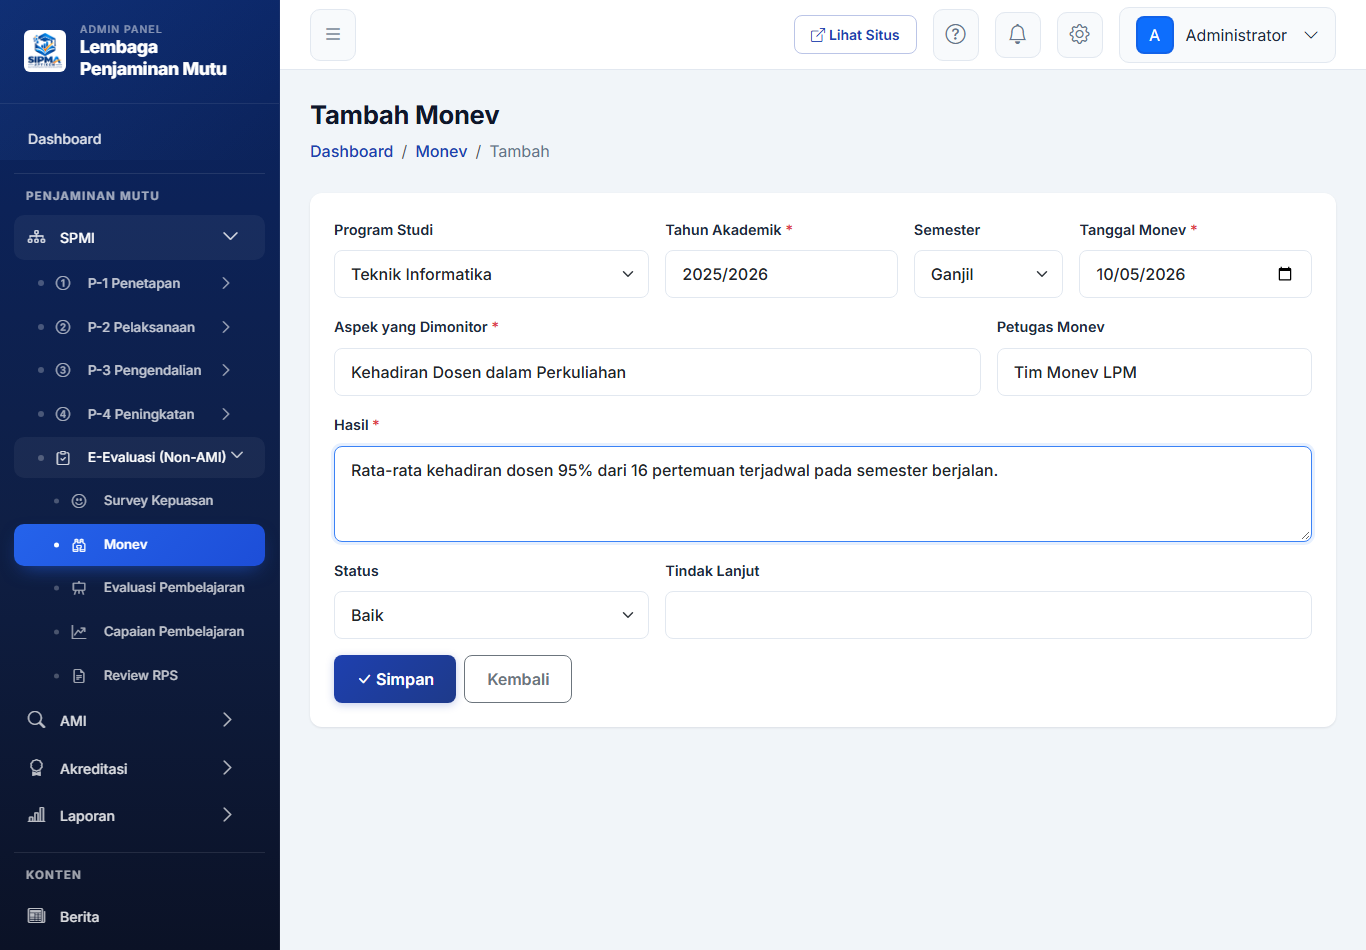 ADMIN PANEL
Lembaga
Penjaminan Mutu
SIPMA
Dashboard
PENJAMINAN MUTU
SPMI
1 P-1 Penetapan
2 P-2 Pelaksanaan
3 P-3 Pengendalian
4 P-4 Peningkatan
E-Evaluasi (Non-AMI)
Survey Kepuasan
Monev
Evaluasi Pembelajaran
Capaian Pembelajaran
Review RPS
AMI
Akreditasi
Laporan
KONTEN
Berita
Lihat Situs
?
A Administrator
Tambah Monev
Dashboard / Monev / Tambah
Program Studi Tahun Akademik * Semester Tanggal Monev *
Teknik Informatika 2025/2026 Ganjil 10/05/2026
Aspek yang Dimonitor * Petugas Monev
Kehadiran Dosen dalam Perkuliahan Tim Monev LPM
Hasil *
Rata-rata kehadiran dosen 95% dari 16 pertemuan terjadwal pada semester berjalan.
Status Tindak Lanjut
Baik
Simpan Kembali